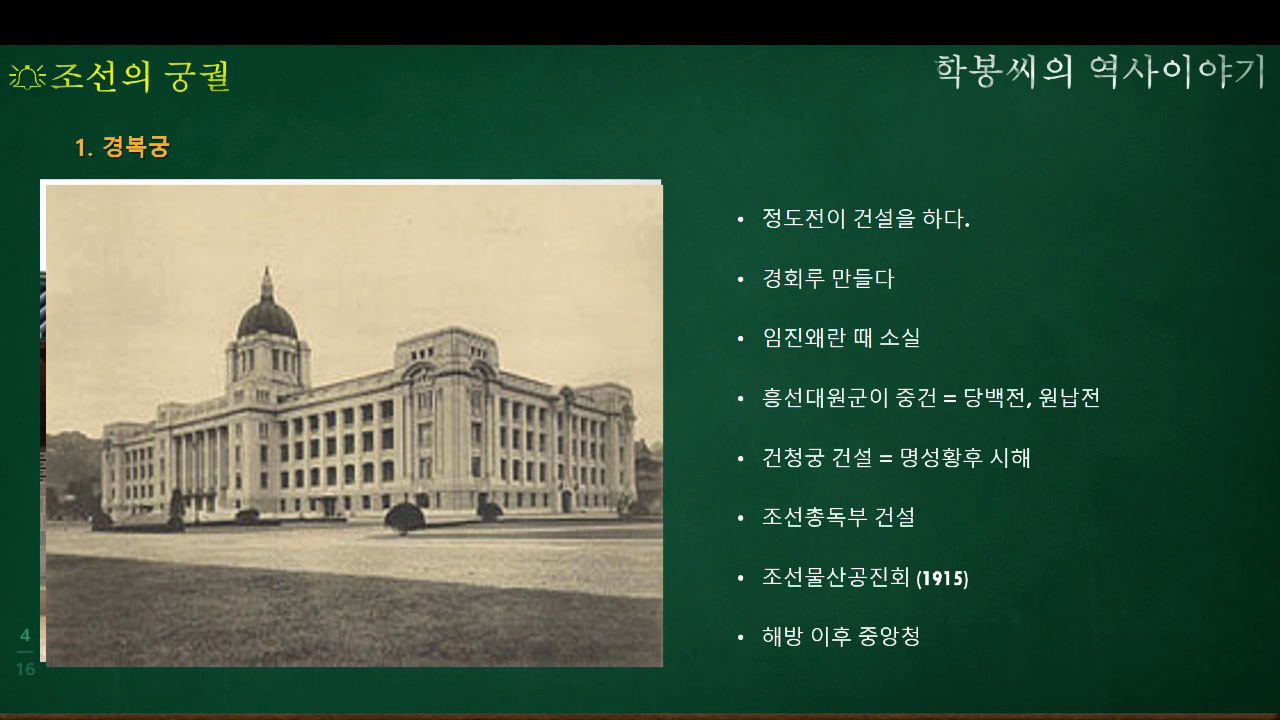 조선의 궁궐
학봉씨의 역사이야기
1. 경복궁
• 정도전이 건설을 하다.
• 경회루 만들다
• 임진왜란 때 소실
• 흥선대원군이 중건 = 당백전, 원납전
• 건청궁 건설 = 명성황후 시해
• 조선총독부 건설
• 조선물산공진회 (1915)
• 해방 이후 중앙청
4
16